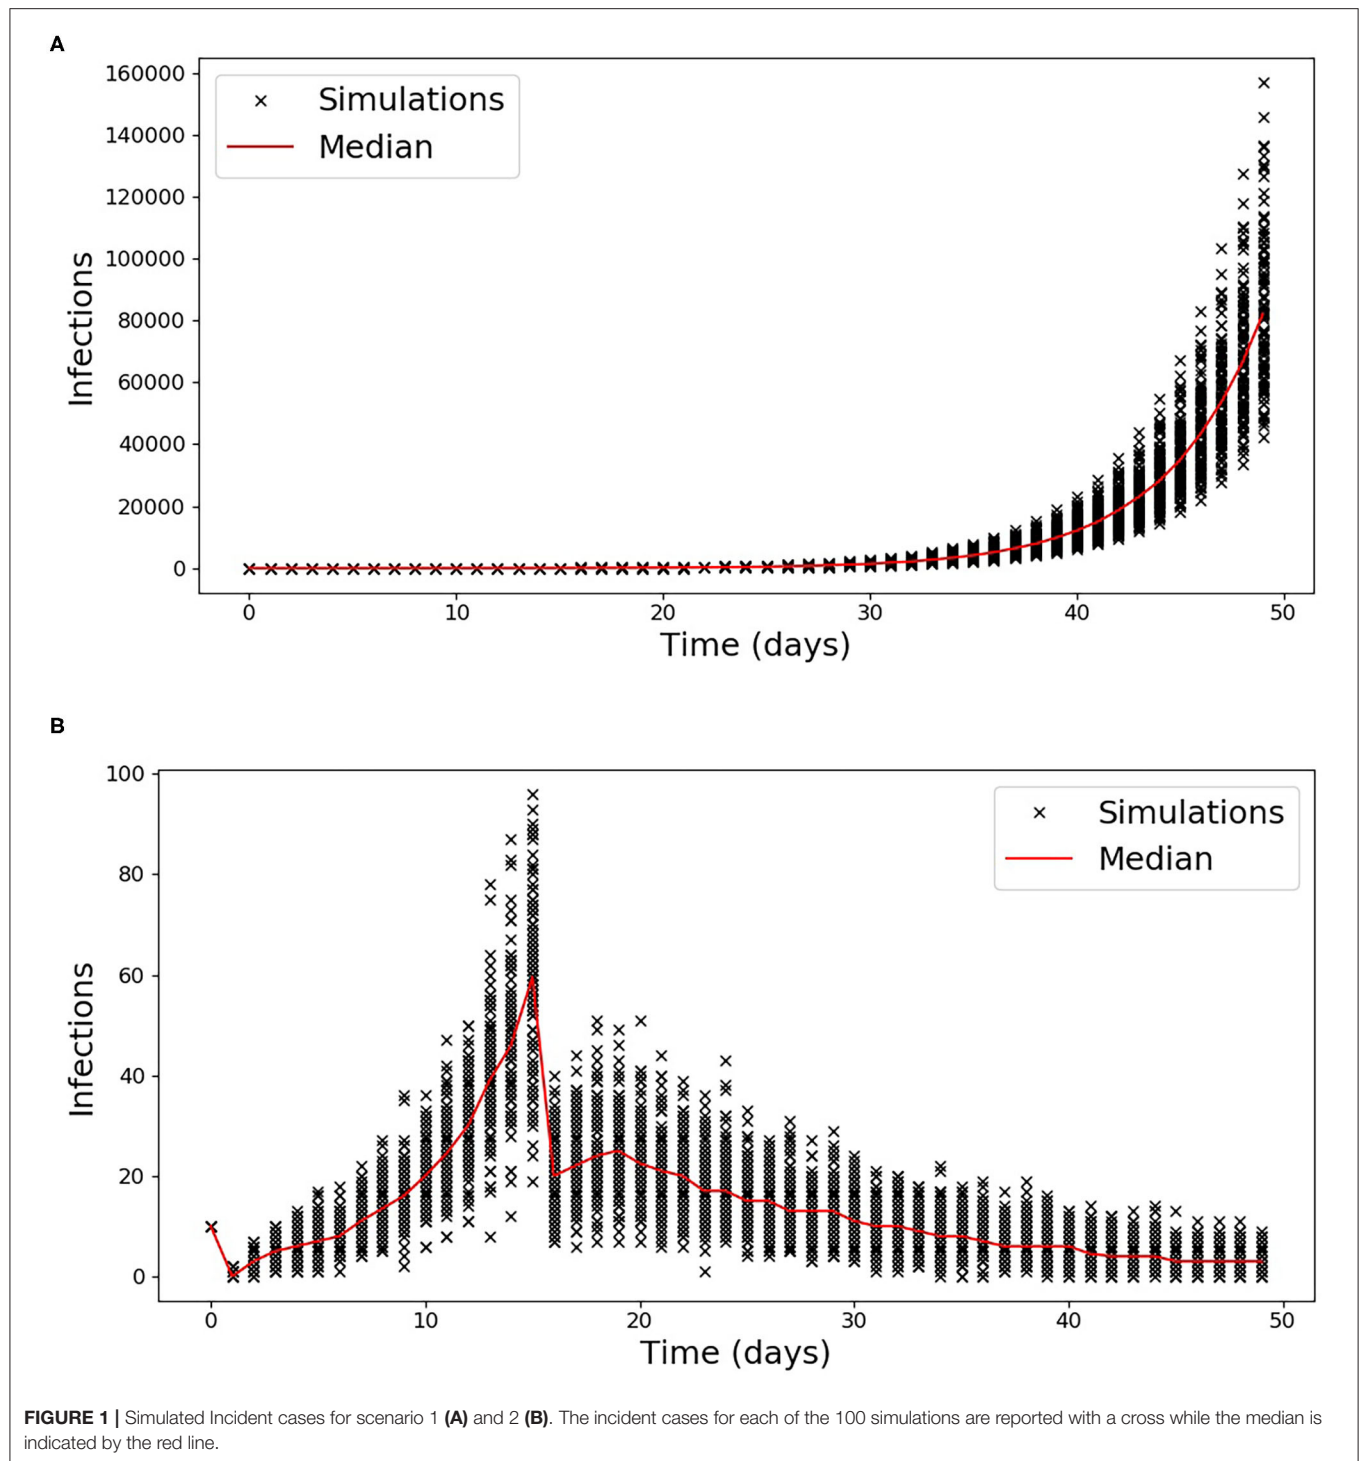 A
160000
140000
120000
100000
80000
60000
40000
20000
0
Infections
Simulations
Median
0 10 20 30 40 50
Time (days)
B
100
80
60
40
20
0
Infections
Simulations
Median
0 10 20 30 40 50
Time (days)
FIGURE 1 | Simulated Incident cases for scenario 1 (A) and 2 (B). The incident cases for each of the 100 simulations are reported with a cross while the median is
indicated by the red line.